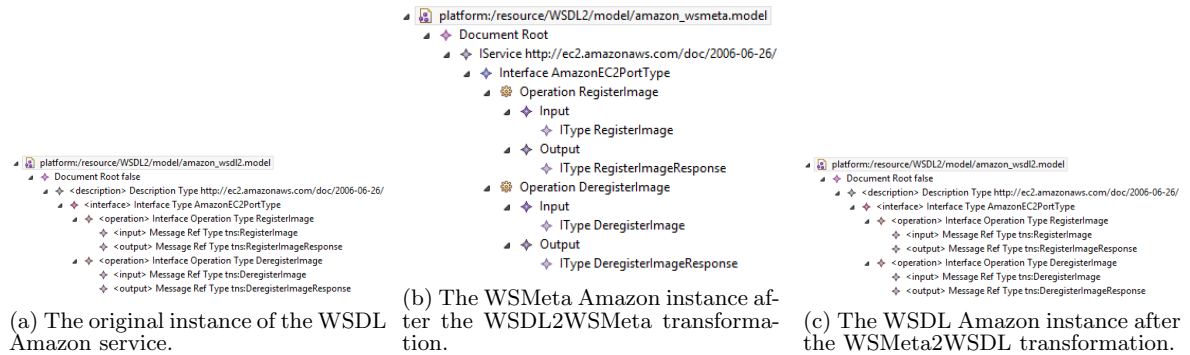 platform:/resource/WSDL2/model/amazon_wsdl2.model
Document Root false
<description> Description Type http://ec2.amazonaws.com/doc/2006-06-26/
<interface> Interface Type AmazonEC2PortType
<operation> Interface Operation Type RegisterImage
<input> Message Ref Type tns:RegisterImage
<output> Message Ref Type tns:RegisterImageResponse
<operation> Interface Operation Type DeregisterImage
<input> Message Ref Type tns:DeregisterImage
<output> Message Ref Type tns:DeregisterImageResponse
(a) The original instance of the WSDL
Amazon service.
platform:/resource/WSDL2/model/amazon_wsmeta.model
Document Root
IService http://ec2.amazonaws.com/doc/2006-06-26/
Interface AmazonEC2PortType
Operation RegisterImage
Input
IType RegisterImage
Output
IType RegisterImageResponse
Operation DeregisterImage
Input
IType DeregisterImage
Output
IType DeregisterImageResponse
(b) The WSMeta Amazon instance af-
ter the WSDL2WSMeta transforma-
tion.
platform:/resource/WSDL2/model/amazon_wsdl2.model
Document Root false
<description> Description Type http://ec2.amazonaws.com/doc/2006-06-26/
<interface> Interface Type AmazonEC2PortType
<operation> Interface Operation Type RegisterImage
<input> Message Ref Type tns:RegisterImage
<output> Message Ref Type tns:RegisterImageResponse
<operation> Interface Operation Type DeregisterImage
<input> Message Ref Type tns:DeregisterImage
<output> Message Ref Type tns:DeregisterImageResponse
(c) The WSDL Amazon instance after
the WSMeta2WSDL transformation.